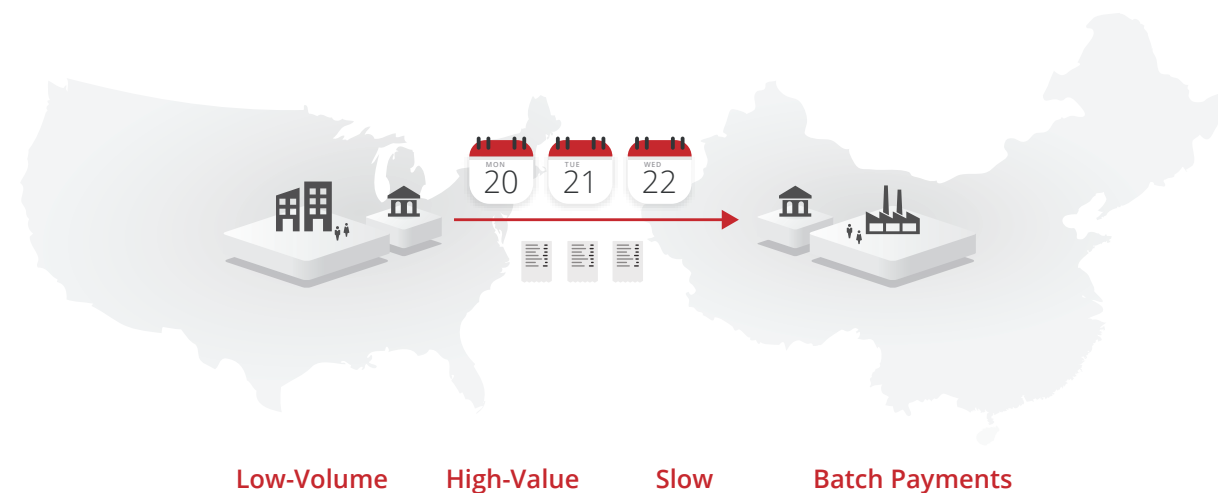 MON
20
TUE
21
WED
22
Low-Volume
High-Value
Slow
Batch Payments